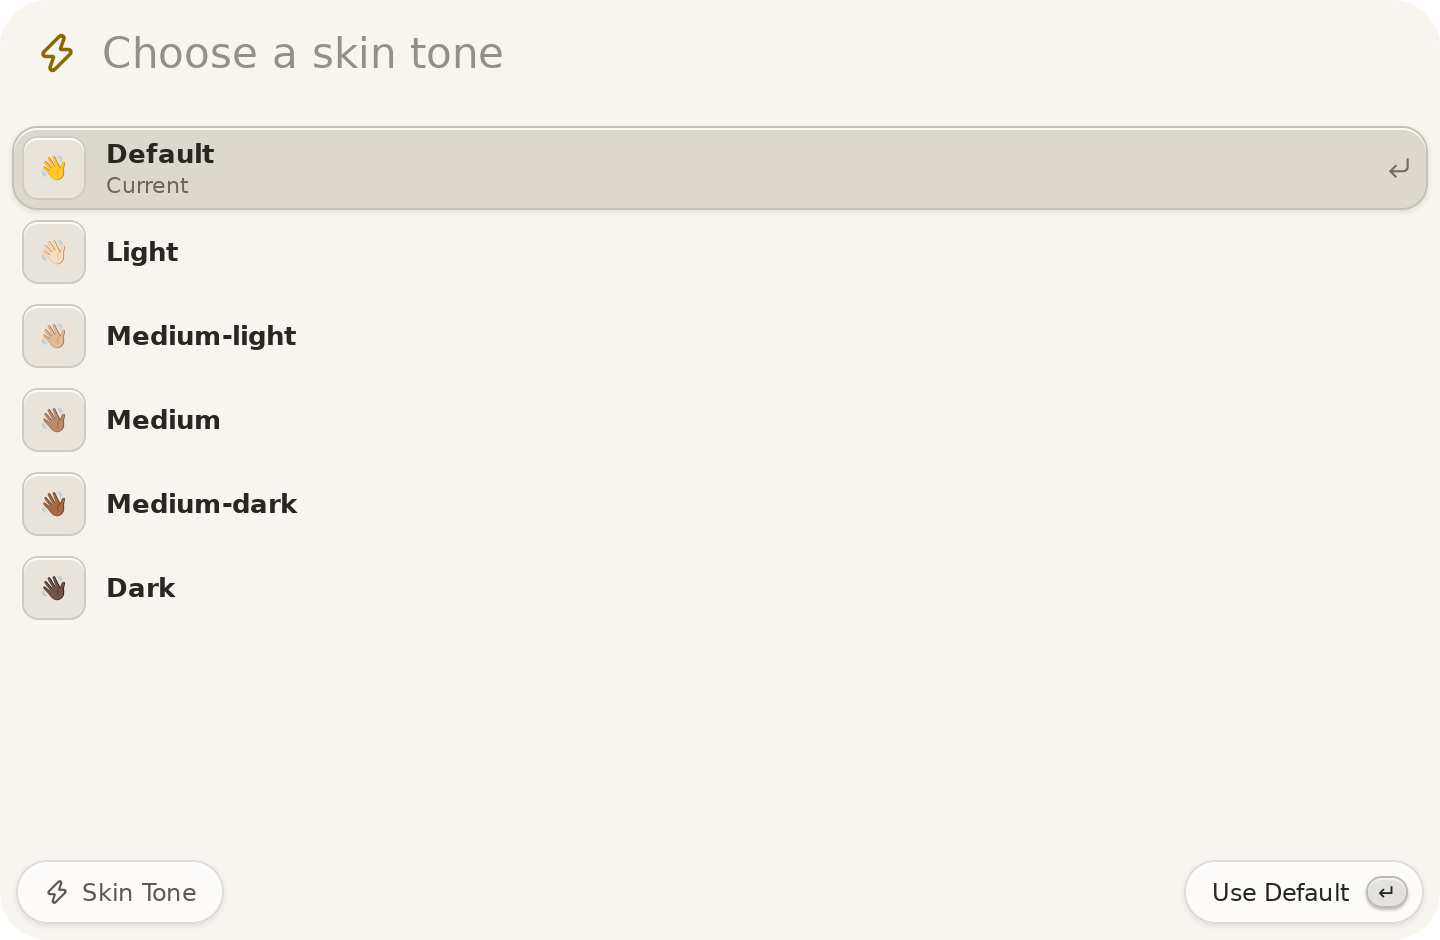 Choose a skin tone
Default
Current
Light
Medium-light
Medium
Medium-dark
Dark
Skin Tone
Use Default